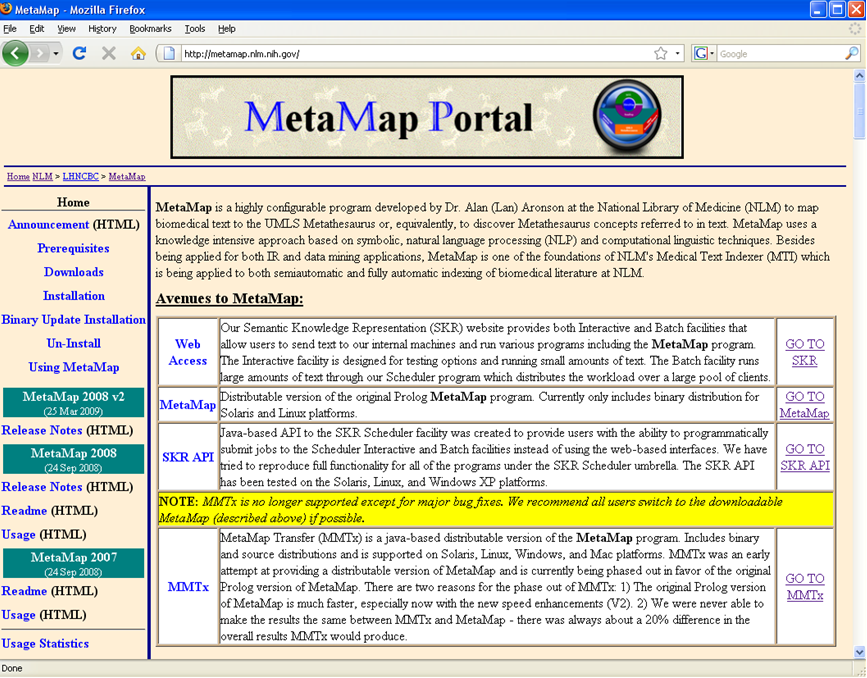 MetaMap - Mozilla Firefox
File Edit View History Bookmarks Tools Help
http://metamap.nlm.nih.gov/
Google
MetaMap Portal
Home NLM > LHNCBC > MetaMap
Home
Announcement (HTML)
Prerequisites
Downloads
Installation
Binary Update Installation
Un-Install
Using MetaMap
MetaMap 2008 v2
(25 Mar 2009)
Release Notes (HTML)
MetaMap 2008
(24 Sep 2008)
Release Notes (HTML)
Readme (HTML)
Usage (HTML)
MetaMap 2007
(24 Sep 2008)
Readme (HTML)
Usage (HTML)
Usage Statistics
MetaMap is a highly configurable program developed by Dr. Alan (Lan) Aronson at the National Library of Medicine (NLM) to map
biomedical text to the UMLS Metathesaurus or, equivalently, to discover Metathesaurus concepts referred to in text. MetaMap uses a
knowledge intensive approach based on symbolic, natural language processing (NLP) and computational linguistic techniques. Besides
being applied for both IR and data mining applications, MetaMap is one of the foundations of NLM's Medical Text Indexer (MTI) which
is being applied to both semiautomatic and fully automatic indexing of biomedical literature at NLM.
Avenues to MetaMap:
Web
Access
Our Semantic Knowledge Representation (SKR) website provides both Interactive and Batch facilities that
allow users to send text to our internal machines and run various programs including the MetaMap program.
The Interactive facility is designed for testing options and running small amounts of text. The Batch facility runs
large amounts of text through our Scheduler program which distributes the workload over a large pool of clients.
GO TO
SKR
MetaMap
Distributable version of the original Prolog MetaMap program. Currently only includes binary distribution for
Solaris and Linux platforms.
GO TO
MetaMap
SKR API
Java-based API to the SKR Scheduler facility was created to provide users with the ability to programmatically
submit jobs to the Scheduler Interactive and Batch facilities instead of using the web-based interfaces. We have
tried to reproduce full functionality for all of the programs under the SKR Scheduler umbrella. The SKR API
has been tested on the Solaris, Linux, and Windows XP platforms.
GO TO
SKR API
NOTE: MMTx is no longer supported except for major bug fixes. We recommend all users switch to the downloadable
MetaMap (described above) if possible.
MMTx
MetaMap Transfer (MMTx) is a java-based distributable version of the MetaMap program. Includes binary
and source distributions and is supported on Solaris, Linux, Windows, and Mac platforms. MMTx was an early
attempt at providing a distributable version of MetaMap and is currently being phased out in favor of the original
Prolog version of MetaMap. There are two reasons for the phase out of MMTx: 1) The original Prolog version
of MetaMap is much faster, especially now with the new speed enhancements (V2). 2) We were never able to
make the results the same between MMTx and MetaMap - there was always about a 20% difference in the
overall results MMTx would produce.
GO TO
MMTx
Done